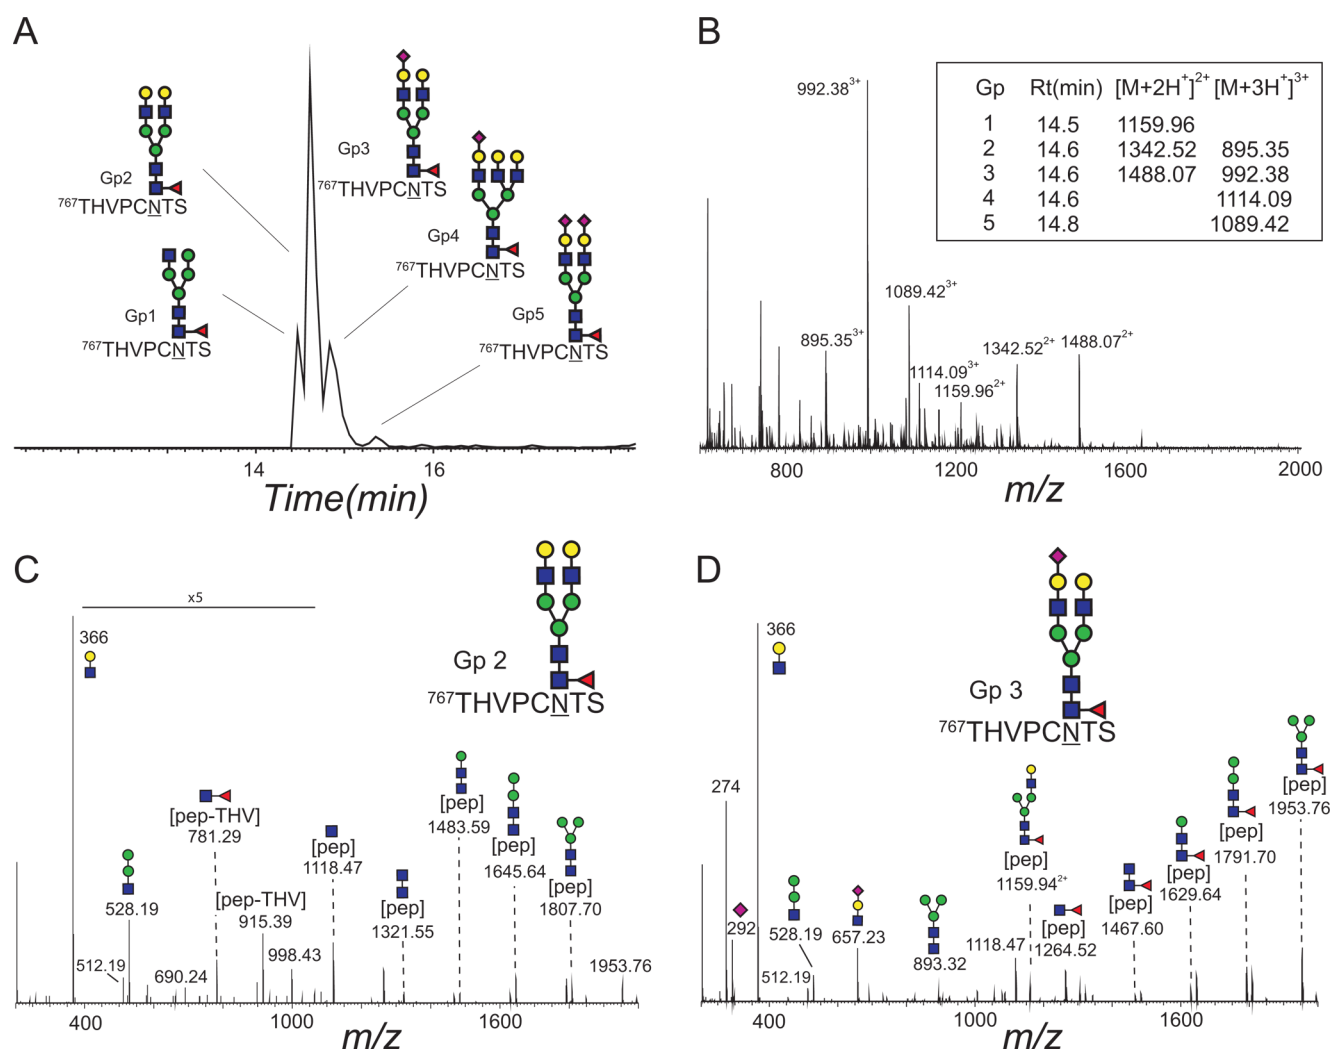 A
Gp2
⁷⁶⁷THVPCNTS
Gp1
⁷⁶⁷THVPCNTS
Gp3
⁷⁶⁷THVPCNTS
Gp4
⁷⁶⁷THVPCNTS
Gp5
⁷⁶⁷THVPCNTS
14
16
Time(min)
B
Gp Rt(min) [M+2H⁺]²⁺ [M+3H⁺]³⁺
1 14.5 1159.96
2 14.6 1342.52 895.35
3 14.6 1488.07 992.38
4 14.6 1114.09
5 14.8 1089.42
992.38³⁺
1089.42³⁺
895.35³⁺
1114.09³⁺
1159.96²⁺
1342.52²⁺
1488.07²⁺
800 1200 1600 2000
m/z
C
x5
366
Gp 2
⁷⁶⁷THVPCNTS
528.19
512.19
690.24
[pep-THV]
781.29
[pep-THV]
915.39
998.43
[pep]
1118.47
[pep]
1321.55
[pep]
1483.59
[pep]
1645.64
[pep]
1807.70
1953.76
400 1000 1600
m/z
D
366
Gp 3
⁷⁶⁷THVPCNTS
274
292
528.19
512.19
657.23
893.32
1118.47
[pep]
1159.94²⁺
[pep]
1264.52
[pep]
1467.60
[pep]
1629.64
[pep]
1791.70
[pep]
1953.76
400 1000 1600
m/z